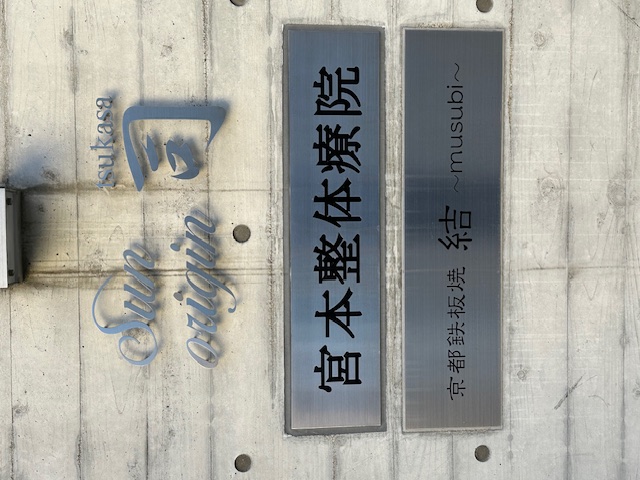 Sun
origin
tsukasa
司
宮本整体療院
京都鉄板焼 結 ~musubi~